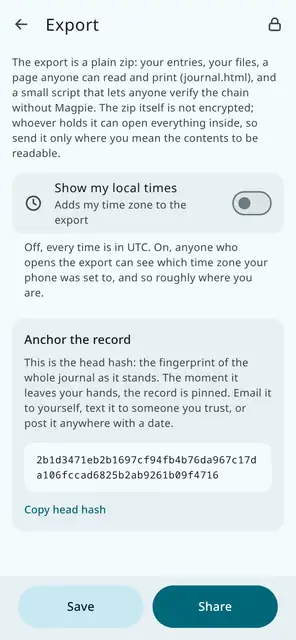 Export
The export is a plain zip: your entries, your files, a
page anyone can read and print (journal.html), and
a small script that lets anyone verify the chain
without Magpie. The zip itself is not encrypted;
whoever holds it can open everything inside, so
send it only where you mean the contents to be
readable.
Show my local times
Adds my time zone to the
export
Off, every time is in UTC. On, anyone who
opens the export can see which time zone your
phone was set to, and so roughly where you
are.
Anchor the record
This is the head hash: the fingerprint of the
whole journal as it stands. The moment it
leaves your hands, the record is pinned. Email it
to yourself, text it to someone you trust, or
post it anywhere with a date.
2b1d3471eb2b1697cf94fb4b76da967c17d
a106fccad6825b2ab9261b09f4716
Copy head hash
Save
Share